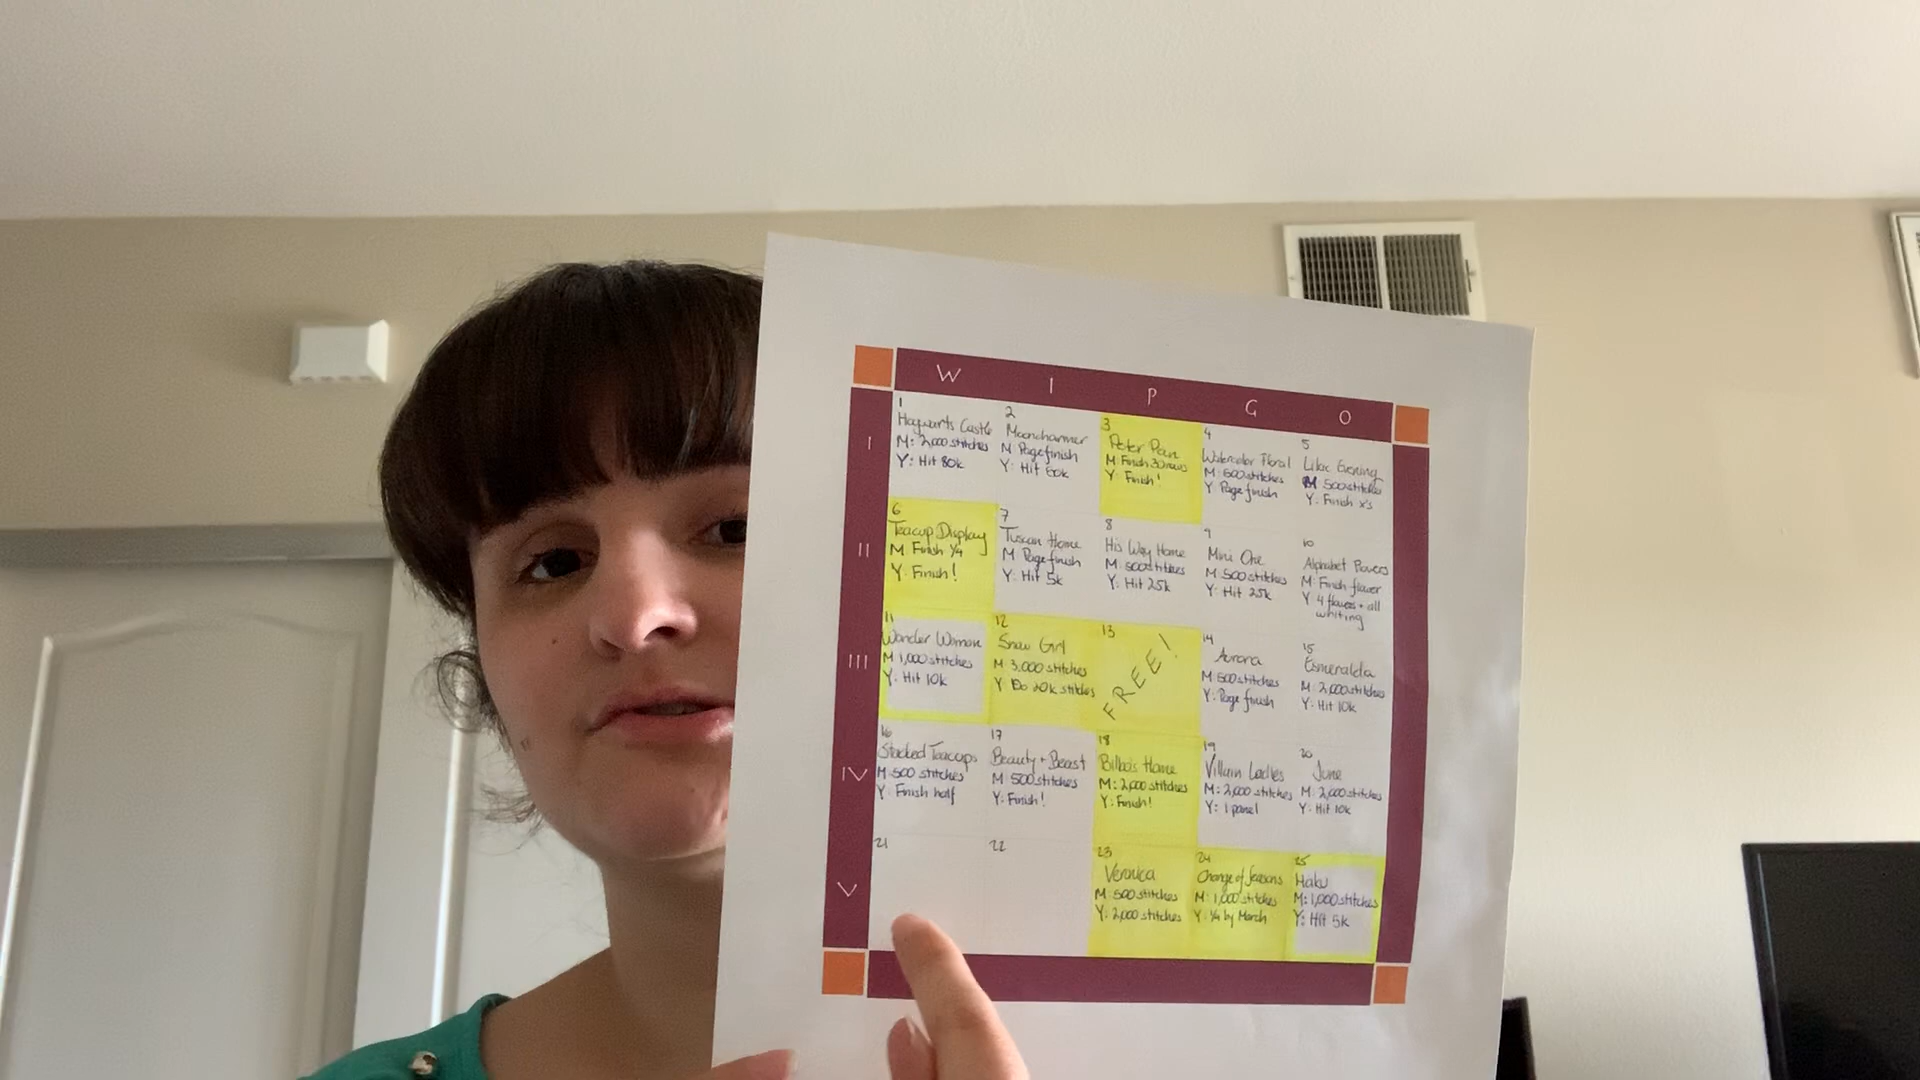 W I P G O
I
1
Hogwarts Castle
M: 2,000 stitches
Y: Hit 80k
2
Mooncharmer
M Page finish
Y: Hit 60k
3
Peter Pan
M Finish 30 rows
Y: Finish!
4
Watercolor Floral
M: 500 stitches
Y Page finish
5
Lilac Evening
M 500 stitches
Y: Finish x's
II
6
Teacup Display
M Finish 1/4
Y: Finish!
7
Tuscan Home
M Page finish
Y: Hit 5k
8
His Way Home
M: 500 stitches
Y: Hit 25k
9
Mini One
M: 500 stitches
Y: Hit 25k
10
Alphabet Flowers
M: Finish flower
Y 4 flowers + all
whiting
III
11
Wonder Woman
M 1,000 stitches
Y: Hit 10k
12
Snow Girl
M 3,000 stitches
Y Do 20k stitches
13
FREE!
14
Aurora
M 500 stitches
Y: Page finish
15
Esmeralda
M: 2,000 stitches
Y: Hit 10k
IV
16
Stacked Teacups
M 500 stitches
Y: Finish half
17
Beauty + Beast
M 500 stitches
Y: Finish!
18
Bilbo's Home
M: 2,000 stitches
Y: Finish!
19
Villain Ladies
M: 2,000 stitches
Y: 1 panel
20
June
M: 2,000 stitches
Y: Hit 10k
V
21
22
23
Veronica
M: 500 stitches
Y: 2,000 stitches
24
Change of Seasons
M: 1,000 stitches
Y: 1/4 by March
25
Haku
M: 1,000 stitches
Y: Hit 5k